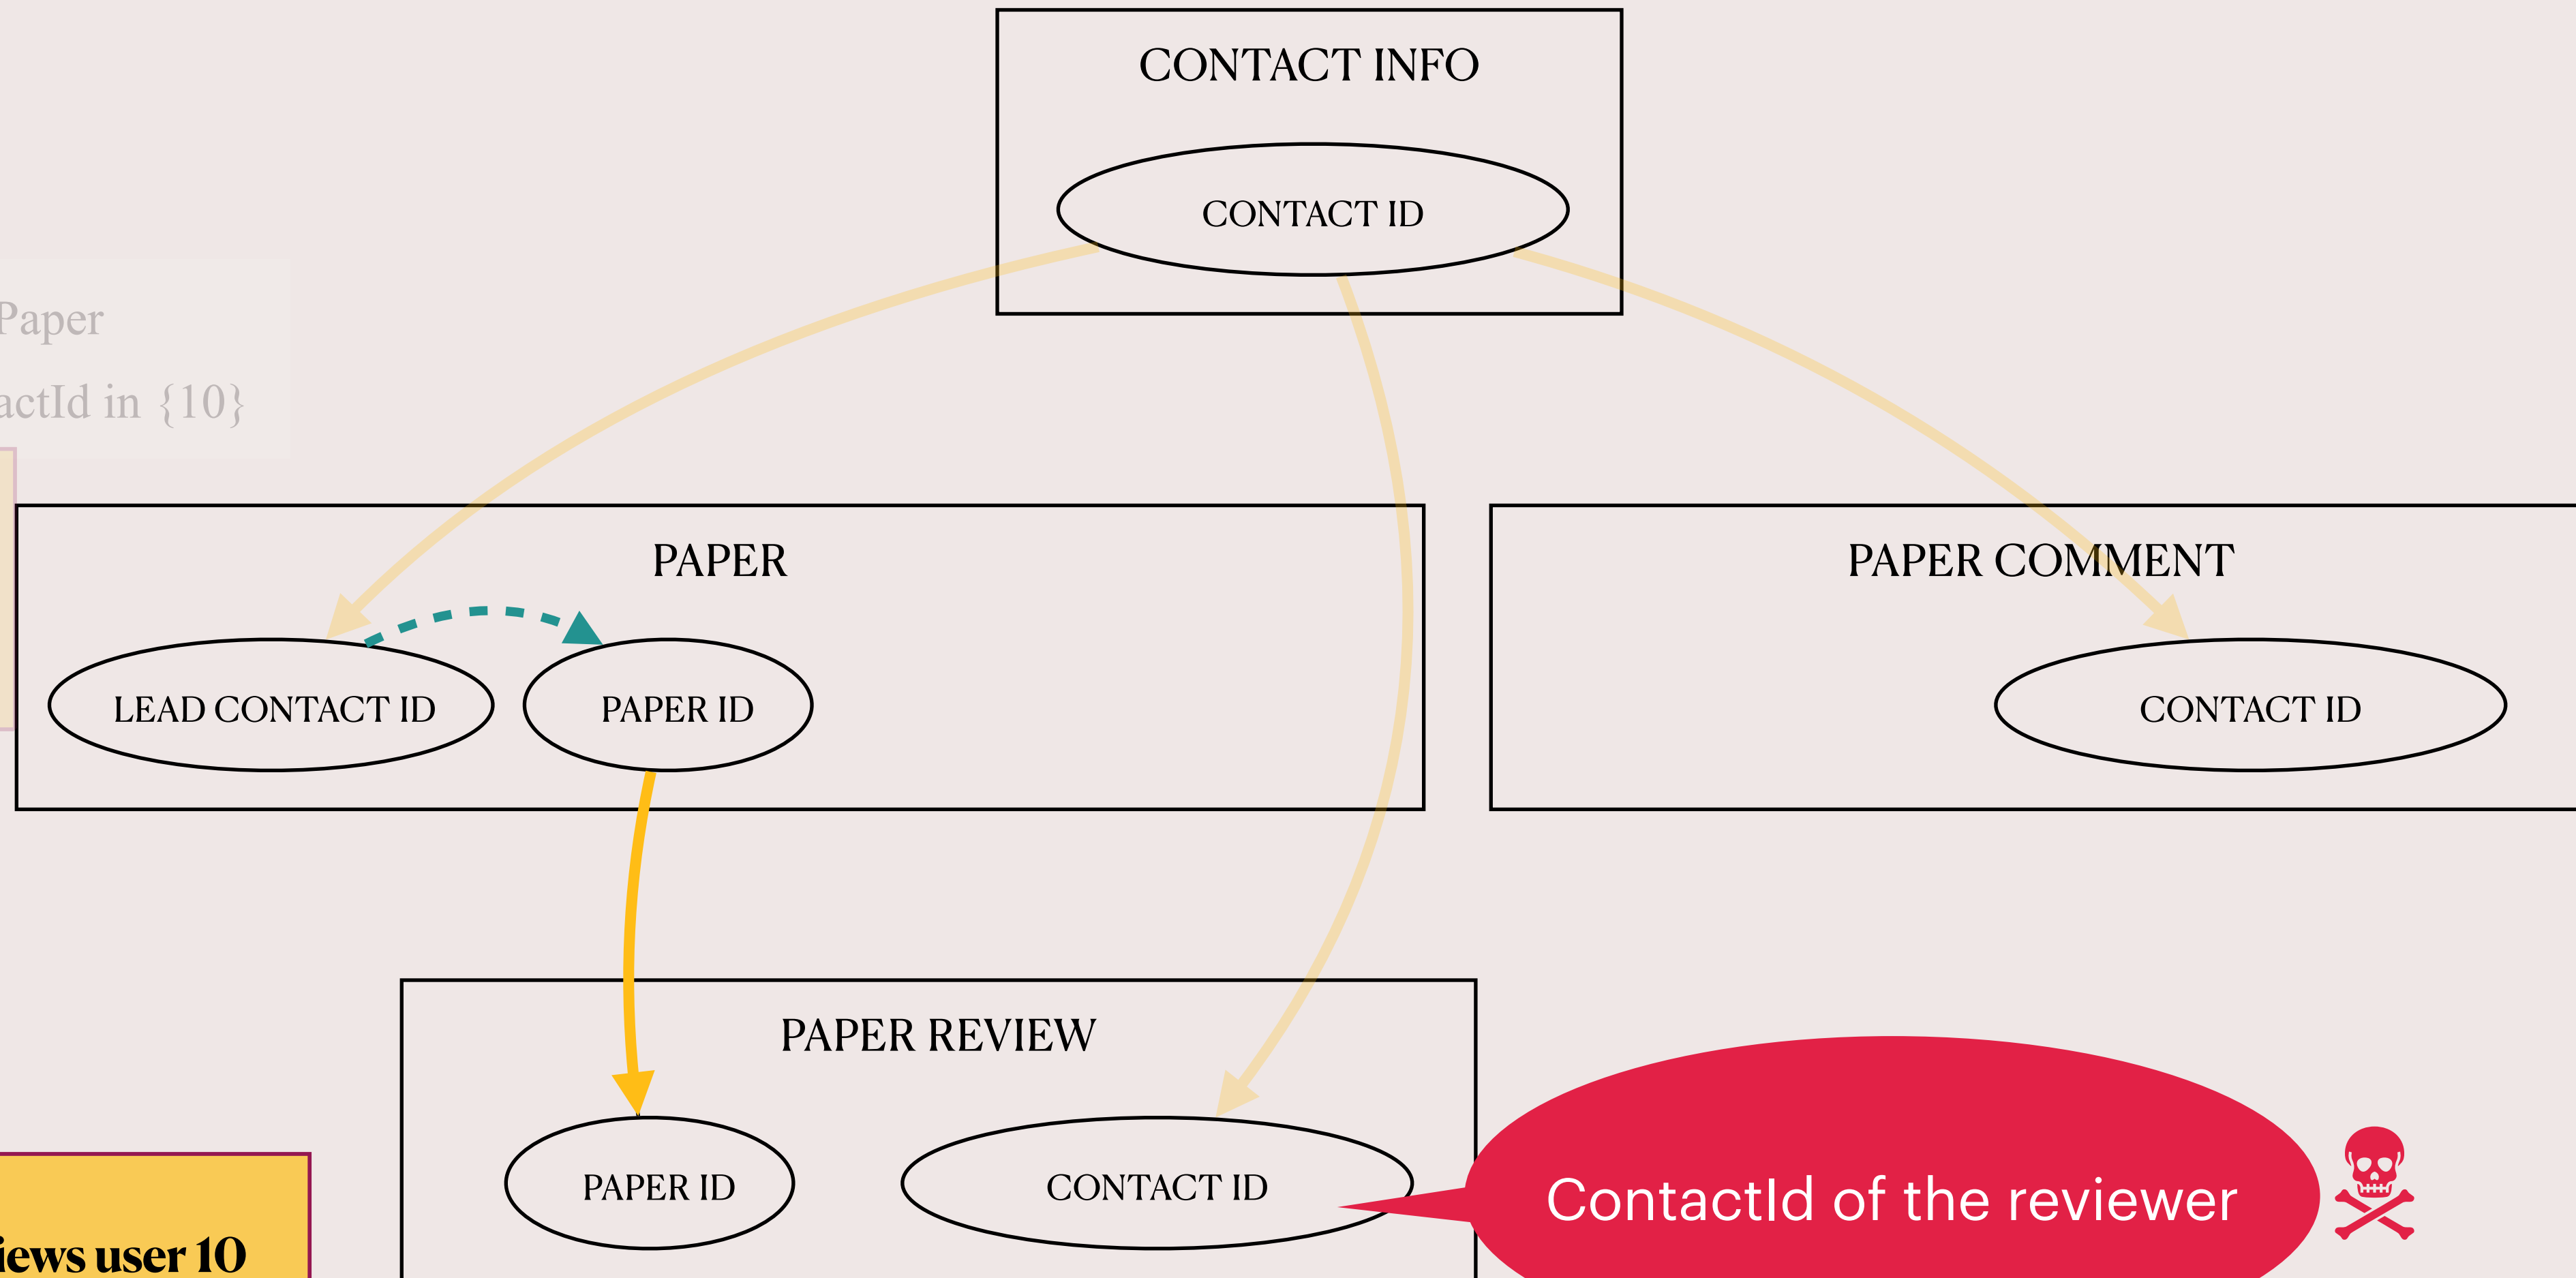 CONTACT INFO
CONTACT ID
Paper
actId in {10}
PAPER
LEAD CONTACT ID
PAPER ID
PAPER COMMENT
CONTACT ID
PAPER REVIEW
PAPER ID
CONTACT ID
ContactId of the reviewer
iews user 10